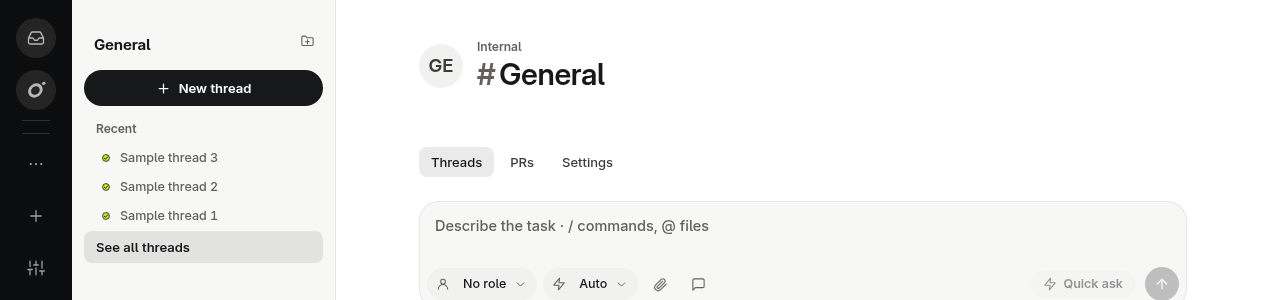 General
New thread
Recent
Sample thread 3
Sample thread 2
Sample thread 1
See all threads
GE
Internal
# General
Threads
PRs
Settings
Describe the task · / commands, @ files
No role
Auto
Quick ask